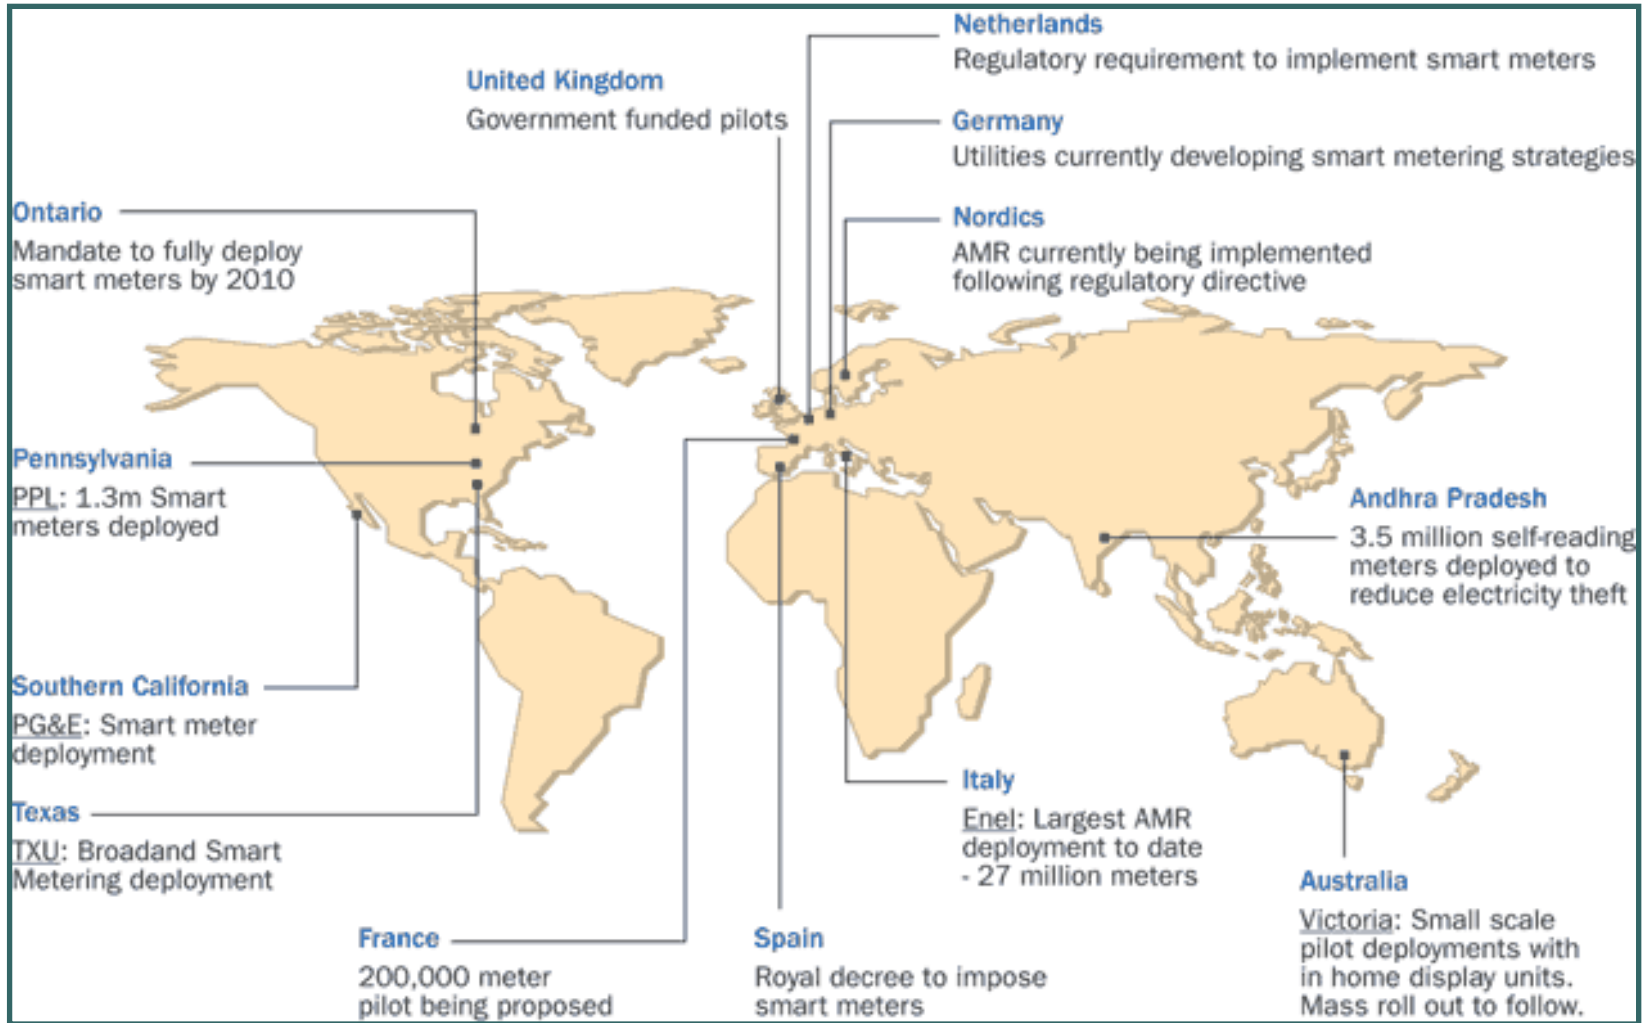 Netherlands
Regulatory requirement to implement smart meters
United Kingdom
Government funded pilots
Germany
Utilities currently developing smart metering strategies
Nordics
AMR currently being implemented
following regulatory directive
Ontario
Mandate to fully deploy
smart meters by 2010
Pennsylvania
PPL: 1.3m Smart
meters deployed
Andhra Pradesh
3.5 million self-reading
meters deployed to
reduce electricity theft
Southern California
PG&E: Smart meter
deployment
Texas
TXU: Broadand Smart
Metering deployment
Italy
Enel: Largest AMR
deployment to date
- 27 million meters
Australia
Victoria: Small scale
pilot deployments with
in home display units.
Mass roll out to follow.
France
200,000 meter
pilot being proposed
Spain
Royal decree to impose
smart meters